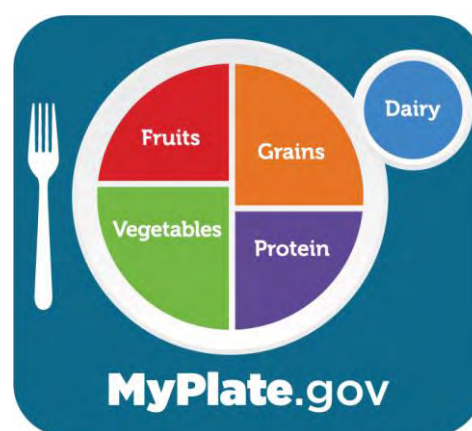 Dairy
Fruits
Grains
Vegetables
Protein
MyPlate.gov